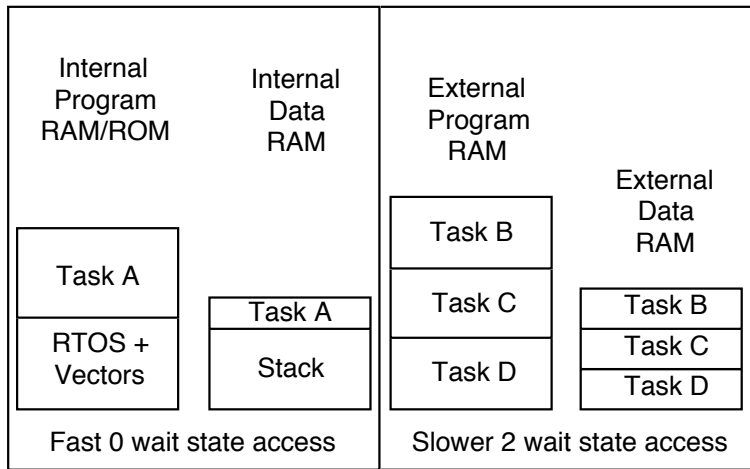 Internal
Program
RAM/ROM
Task A
RTOS +
Vectors
Internal
Data
RAM
Task A
Stack
Fast 0 wait state access
External
Program
RAM
Task B
Task C
Task D
External
Data
RAM
Task B
Task C
Task D
Slower 2 wait state access